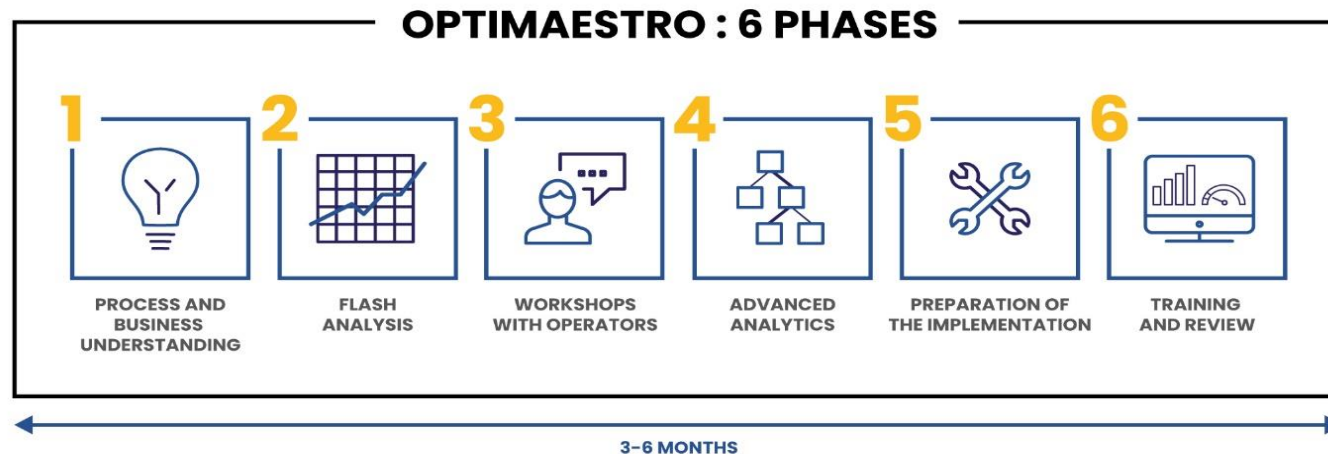 OPTIMAESTRO : 6 PHASES
1
2
3
4
5
6
PROCESS AND
BUSINESS
UNDERSTANDING
FLASH
ANALYSIS
WORKSHOPS
WITH OPERATORS
ADVANCED
ANALYTICS
PREPARATION OF
THE IMPLEMENTATION
TRAINING
AND REVIEW
3-6 MONTHS